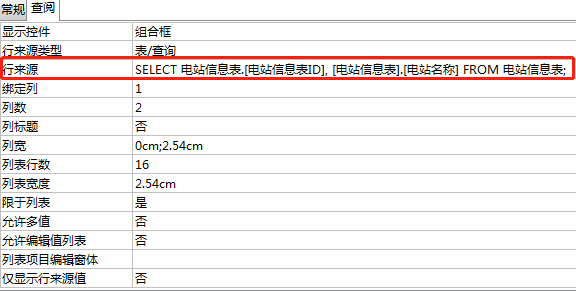 常规 查阅
显示控件 组合框
行来源类型 表/查询
行来源 SELECT 电站信息表.[电站信息表ID], [电站信息表].[电站名称] FROM 电站信息表;
绑定列 1
列数 2
列标题 否
列宽 0cm;2.54cm
列表行数 16
列表宽度 2.54cm
限于列表 是
允许多值 否
允许编辑值列表 否
列表项目编辑窗体
仅显示行来源值 否